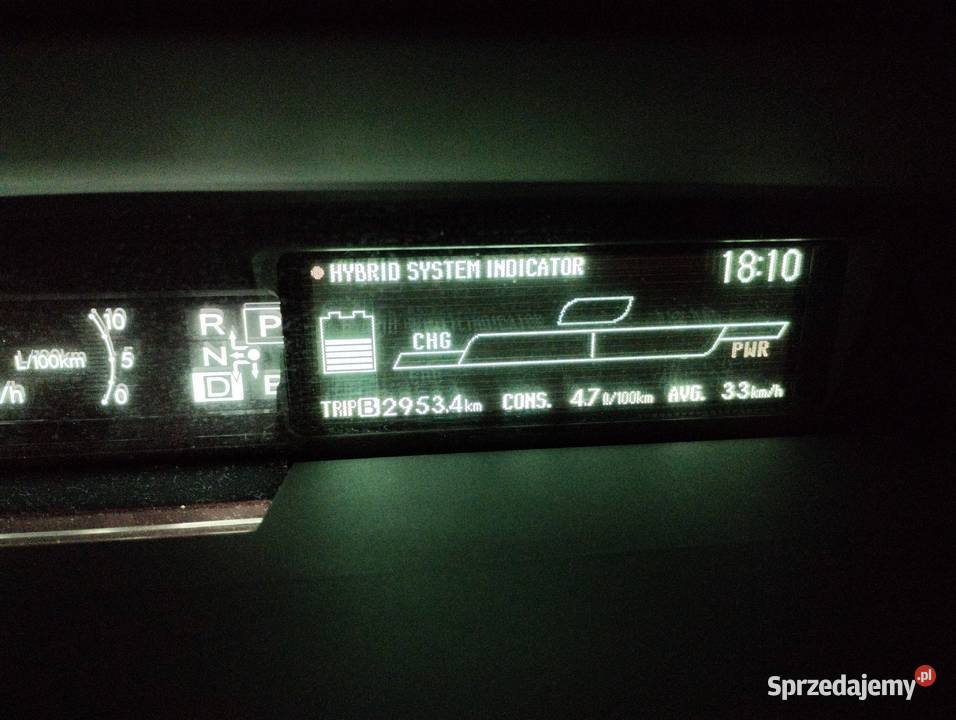 HYBRID SYSTEM INDICATOR 18:10
10
R P
CHG
L/100km 5 N
PWR
/h 0 D
TRIP B 2953.4 km CONS. 4.7 ℓ/100km AVG. 33 km/h
Sprzedajemy.pl